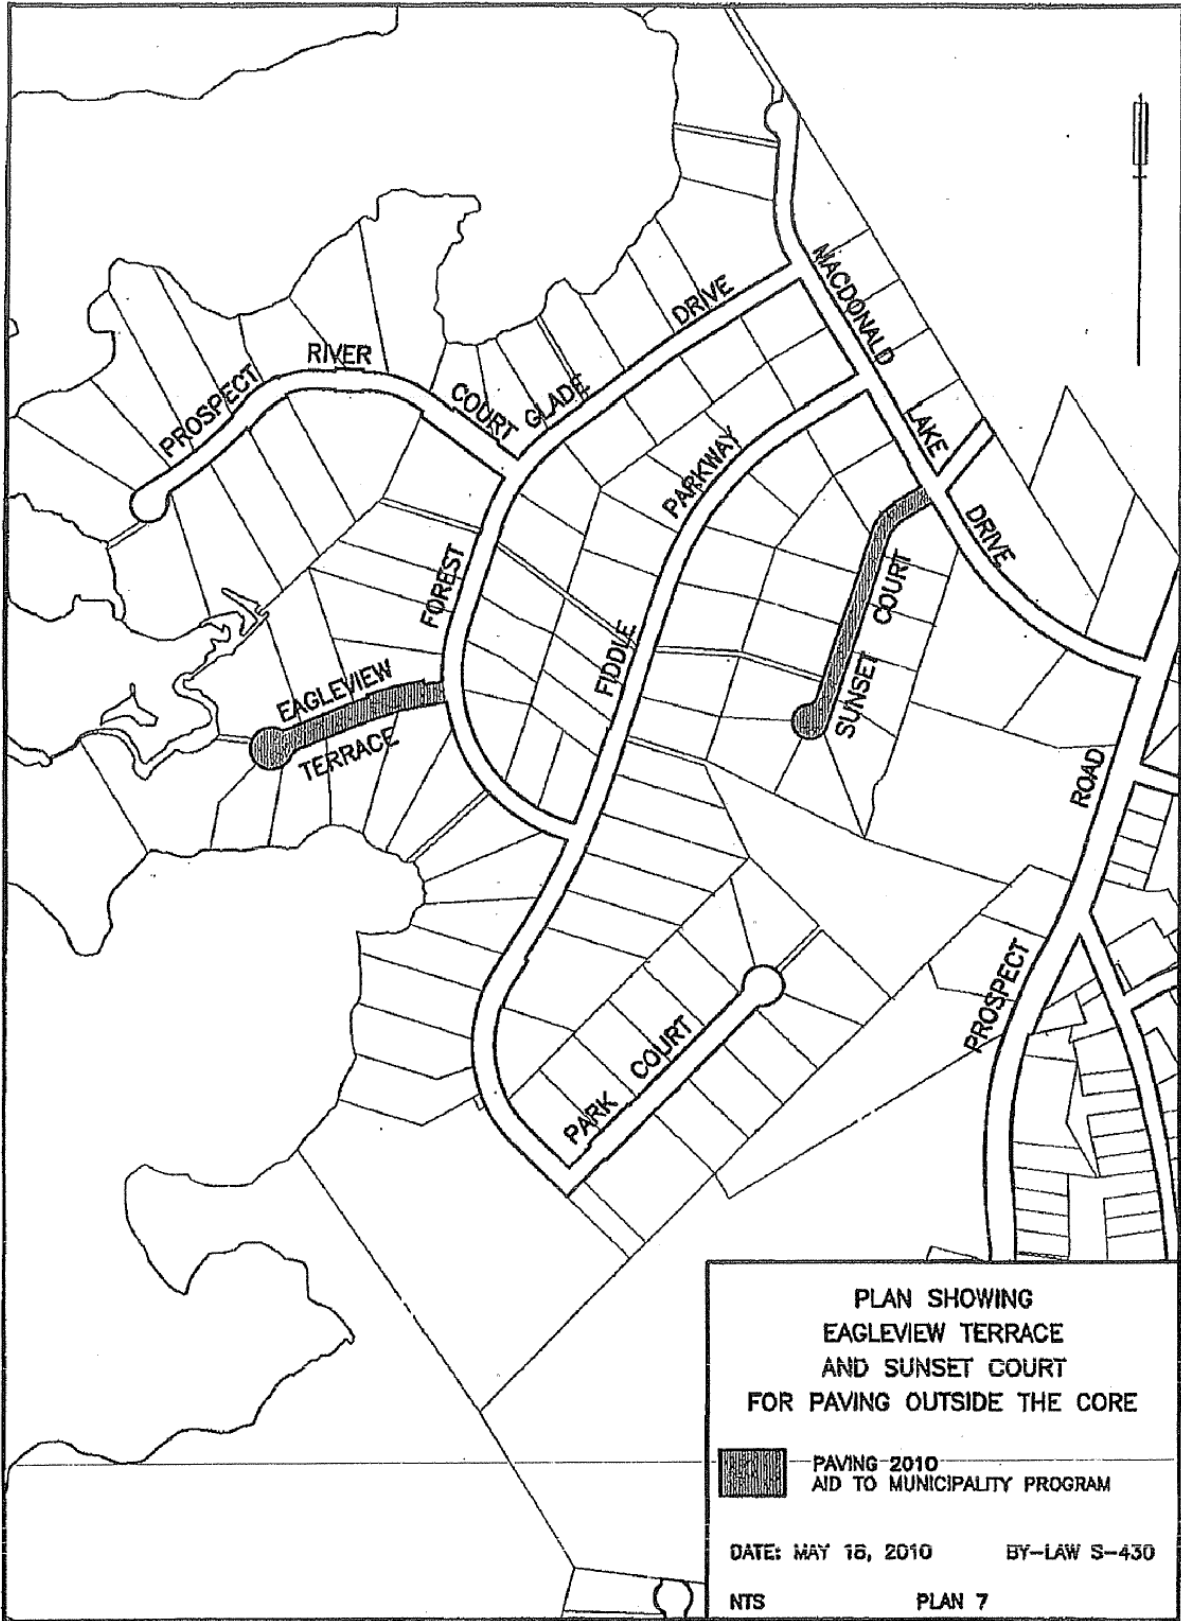 MACDONALD
LAKE
DRIVE
GLADE
DRIVE
PROSPECT
RIVER
COURT
PARKWAY
FIDDLE
FOREST
SUNSET COURT
EAGLEVIEW
TERRACE
PROSPECT
ROAD
PARK COURT
PLAN SHOWING
EAGLEVIEW TERRACE
AND SUNSET COURT
FOR PAVING OUTSIDE THE CORE
PAVING 2010
AID TO MUNICIPALITY PROGRAM
DATE: MAY 18, 2010 BY-LAW S-430
NTS PLAN 7